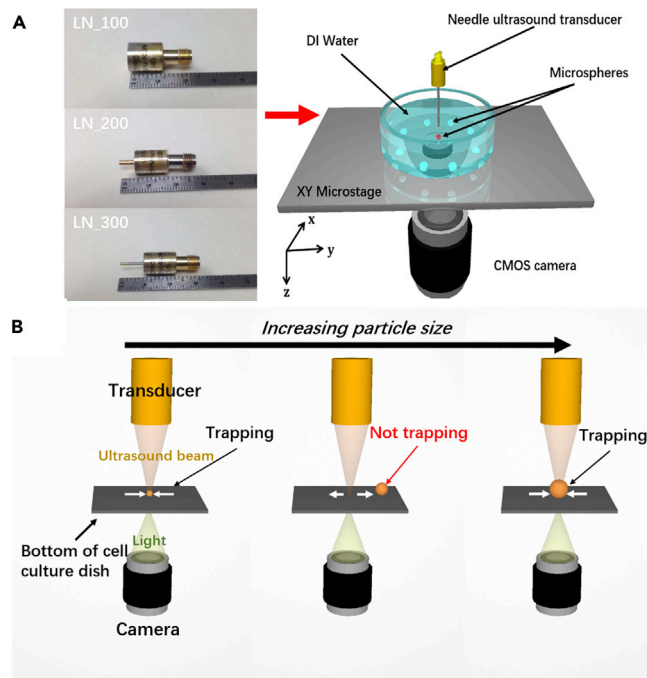 A
LN_100
LN_200
LN_300
Needle ultrasound transducer
DI Water
Microspheres
XY Microstage
x
y
z
CMOS camera
B
Increasing particle size
Transducer
Trapping
Not trapping
Trapping
Ultrasound beam
Light
Bottom of cell
culture dish
Camera